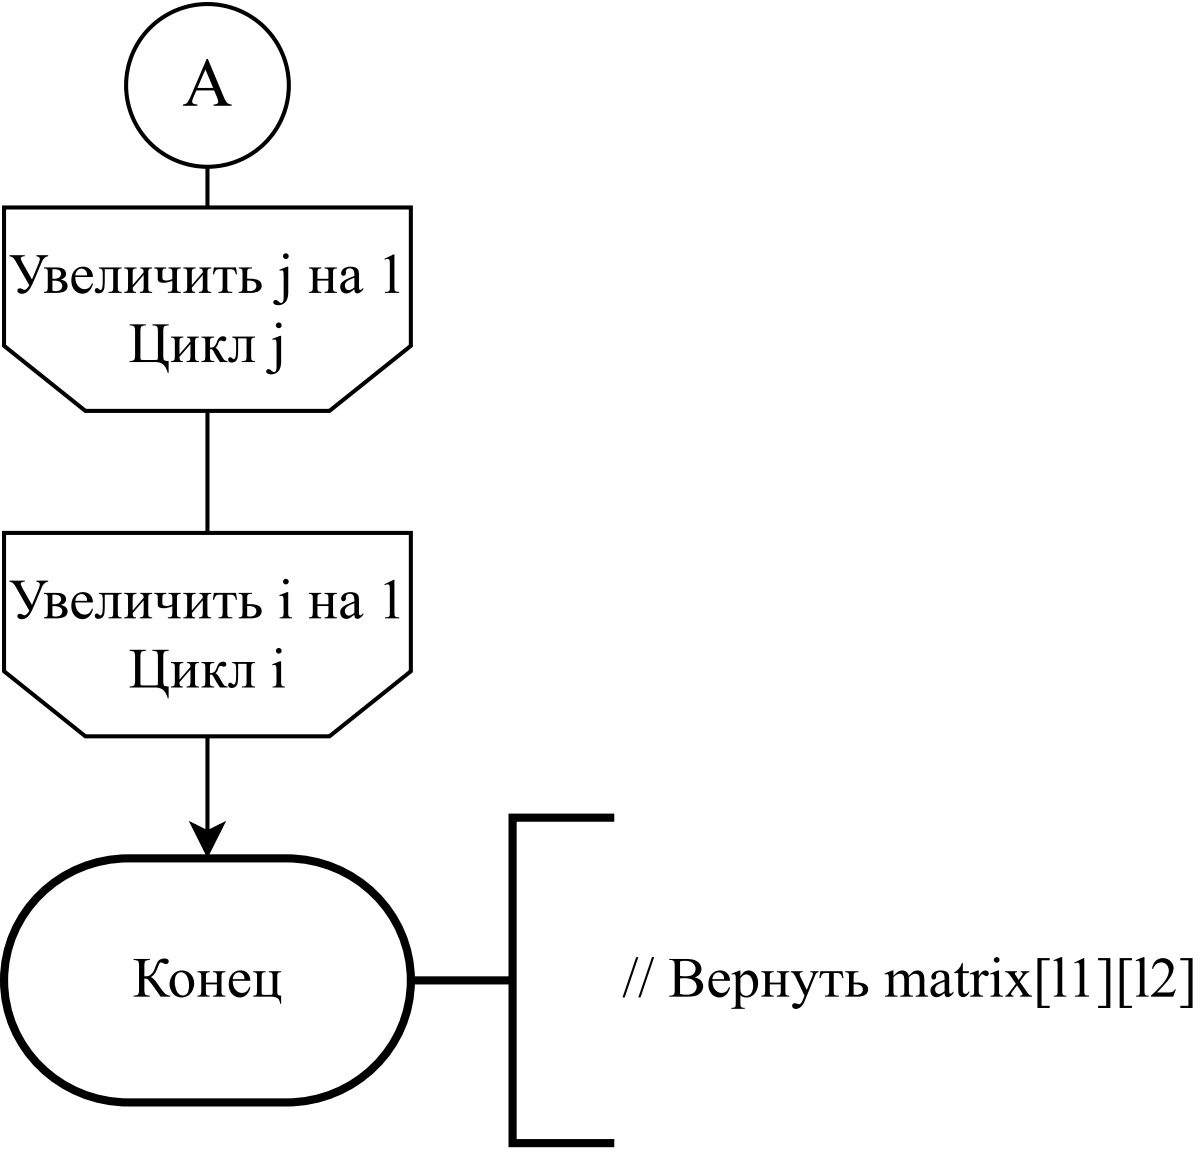 А
Увеличить j на 1
Цикл j
Увеличить i на 1
Цикл i
Конец
// Вернуть matrix[l1][l2]